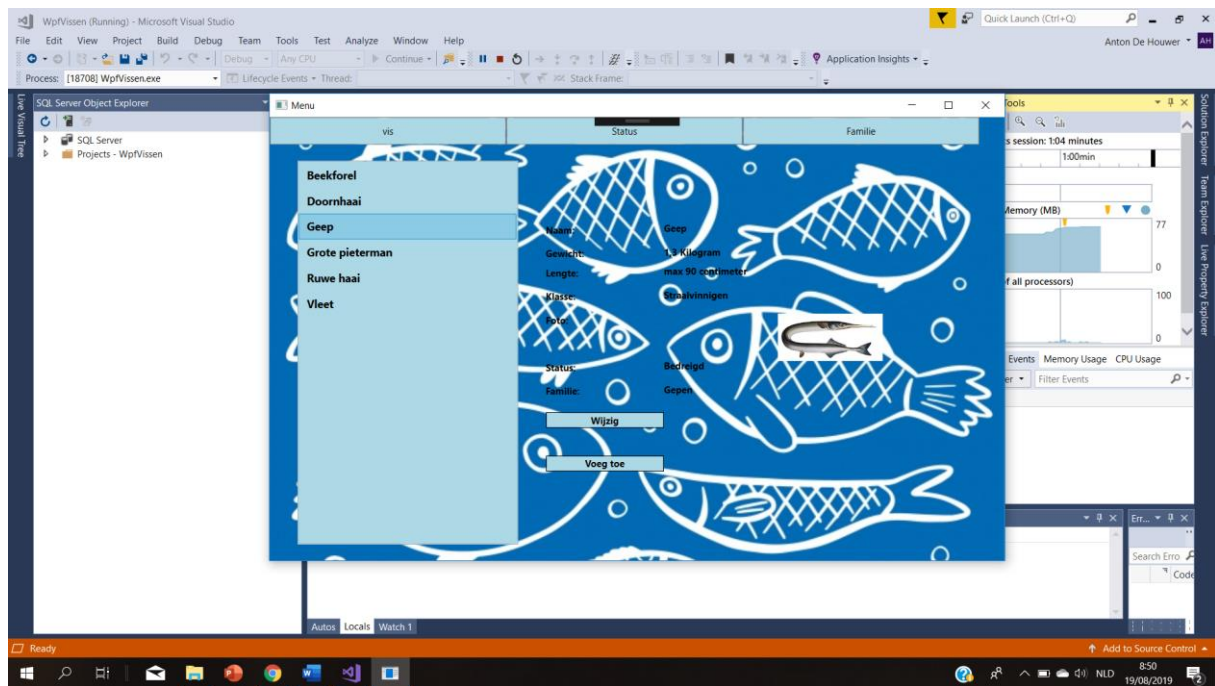 WpfVissen (Running) - Microsoft Visual Studio
Quick Launch (Ctrl+Q)
File Edit View Project Build Debug Team Tools Test Analyze Window Help
Anton De Houwer AH
Debug Any CPU Continue Application Insights
Process: [18708] WpfVissen.exe Lifecycle Events Thread: Stack Frame:
Live Visual Tree
SQL Server Object Explorer
SQL Server
Projects - WpfVissen
Menu
vis Status Familie
Beekforel
Doornhaai
Geep
Grote pieterman
Ruwe haai
Vleet
Naam: Geep
Gewicht: 1,3 Kilogram
Lengte: max 90 centimeter
Klasse: Straalvinnigen
Foto:
Status: Bedreigd
Familie: Gepen
Wijzig
Voeg toe
Tools
s session: 1:04 minutes
1:00min
Memory (MB)
77
0
of all processors)
100
0
Events Memory Usage CPU Usage
Filter Events
Solution Explorer Team Explorer Live Property Explorer
Err...
Search Erro
Code
Autos Locals Watch 1
Ready
Add to Source Control
NLD
8:50
19/08/2019
2